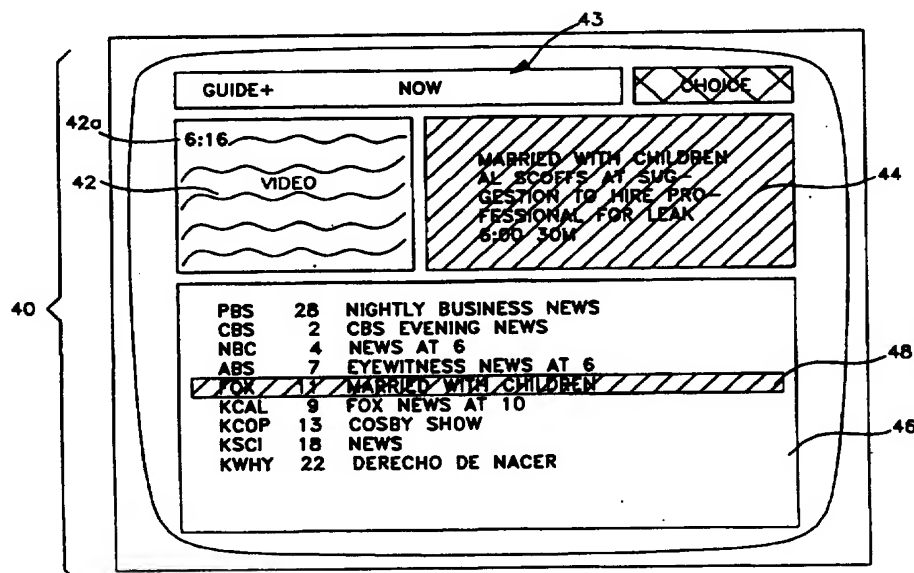 43
GUIDE+ NOW CHOICE
42a
6:16
42
VIDEO
MARRIED WITH CHILDREN
AL SCOFFS AT SUG-
GESTION TO HIRE PRO-
FESSIONAL FOR LEAK
6:00 30M
44
40
PBS 28 NIGHTLY BUSINESS NEWS
CBS 2 CBS EVENING NEWS
NBC 4 NEWS AT 6
ABS 7 EYEWITNESS NEWS AT 6
FOX 11 MARRIED WITH CHILDREN
48
KCAL 9 FOX NEWS AT 10
KCOP 13 COSBY SHOW
46
KSCI 18 NEWS
KWHY 22 DERECHO DE NACER